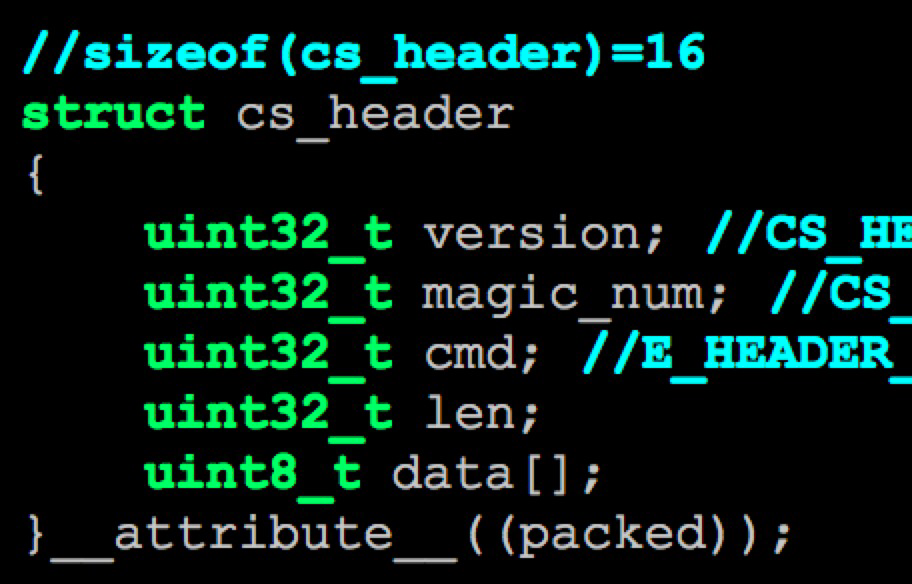 //sizeof(cs_header)=16
struct cs_header
{
    uint32_t version; //CS_HE
    uint32_t magic_num; //CS_
    uint32_t cmd; //E_HEADER_
    uint32_t len;
    uint8_t data[];
}__attribute__((packed));